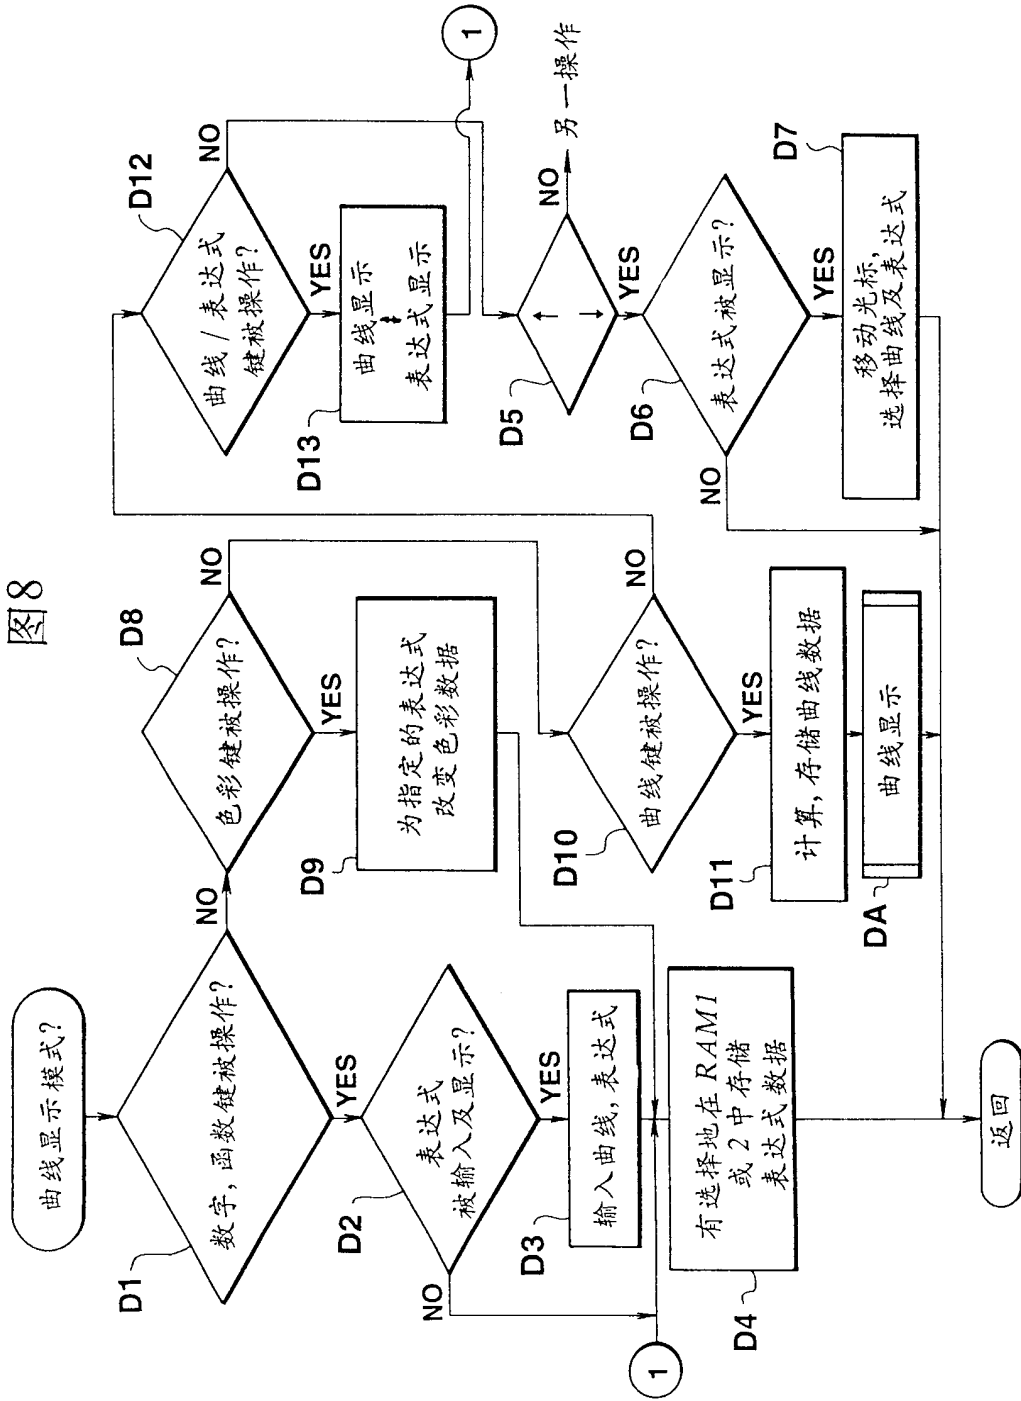 图8
曲线显示模式?
D1
数字,函数键被操作?
NO
YES
D2
表达式
被输入及显示?
NO
YES
D3
输入曲线,表达式
1
D4
有选择地在RAM1
或2中存储
表达式数据
返回
D8
色彩键被操作?
NO
YES
D9
为指定的表达式
改变色彩数据
D10
曲线键被操作?
NO
YES
D11
计算,存储曲线数据
DA
曲线显示
D12
曲线/表达式
键被操作?
NO
YES
D13
曲线显示
↕
表达式显示
1
D5
↑ ↓
NO
另一操作
YES
D6
表达式被显示?
NO
YES
D7
移动光标,
选择曲线及表达式